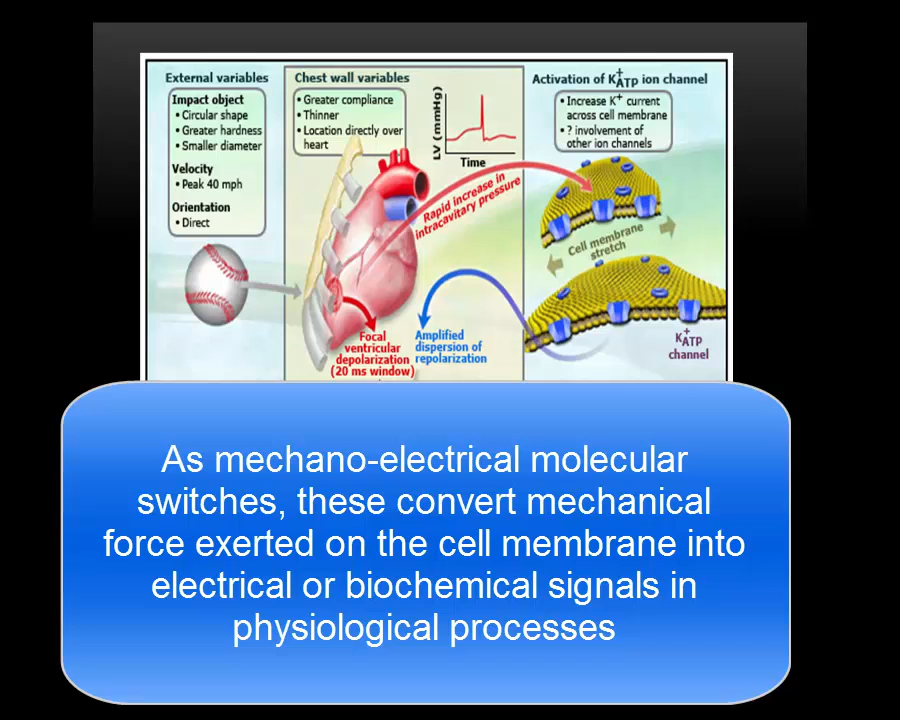 External variables
Impact object
• Circular shape
• Greater hardness
• Smaller diameter
Velocity
• Peak 40 mph
Orientation
• Direct
Chest wall variables
• Greater compliance
• Thinner
• Location directly over
heart
LV (mmHg)
Time
Rapid increase in
intracavitary pressure
Focal
ventricular
depolarization
(20 ms window)
Amplified
dispersion of
repolarization
Activation of K+ATP ion channel
• Increase K+ current
across cell membrane
• ? involvement of
other ion channels
Cell membrane
stretch
K+ATP
channel
As mechano-electrical molecular
switches, these convert mechanical
force exerted on the cell membrane into
electrical or biochemical signals in
physiological processes